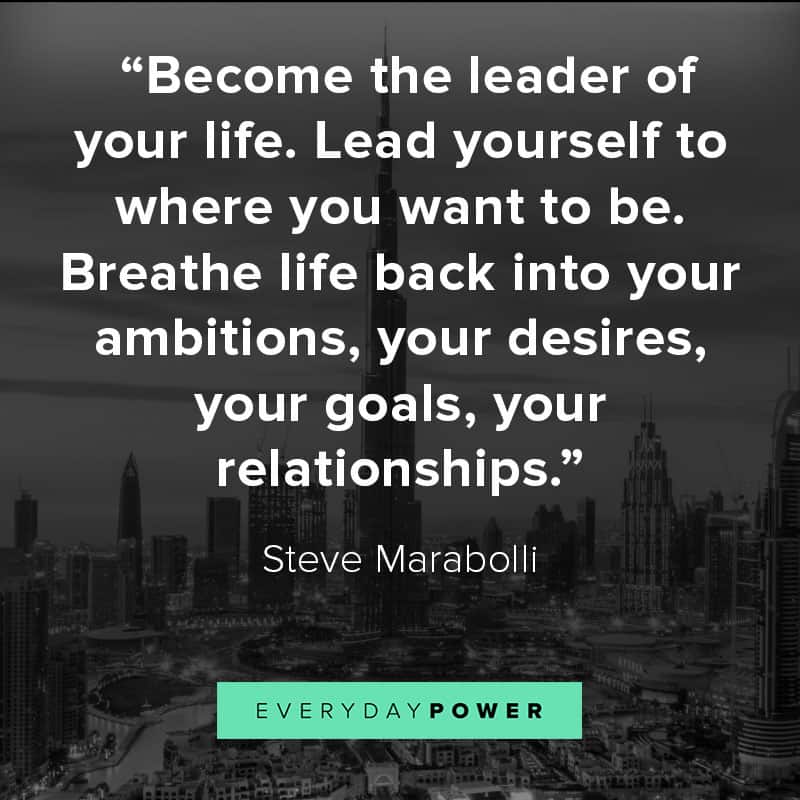 “Become the leader of
your life. Lead yourself to
where you want to be.
Breathe life back into your
ambitions, your desires,
your goals, your
relationships.”
Steve Marabolli
EVERYDAYPOWER